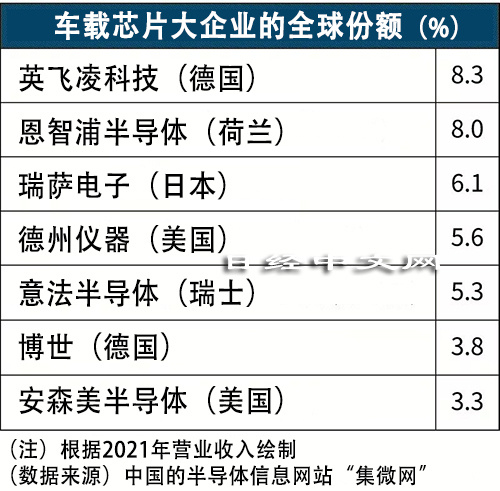 车载芯片大企业的全球份额（%）
英飞凌科技（德国） 8.3
恩智浦半导体（荷兰） 8.0
瑞萨电子（日本） 6.1
德州仪器（美国） 5.6
日经中文网
意法半导体（瑞士） 5.3
博世（德国） 3.8
安森美半导体（美国） 3.3
（注）根据2021年营业收入绘制
（数据来源）中国的半导体信息网站“集微网”